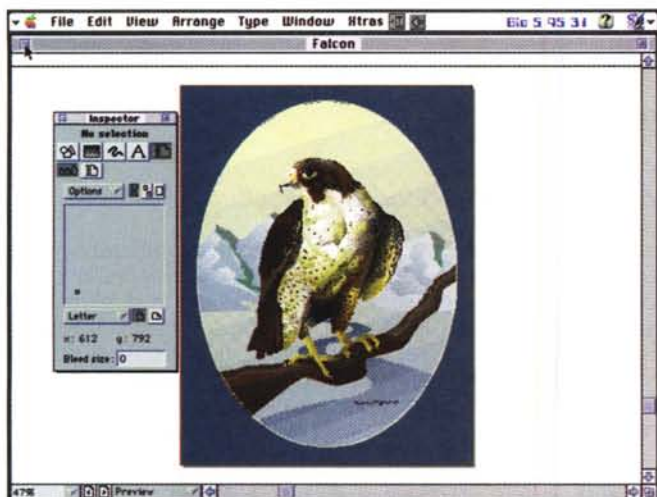 File Edit View Arrange Type Window Xtras
Falcon
Inspector
No selection
Options
Letter
x: 612 y: 792
Bleed size: 0
47% Preview